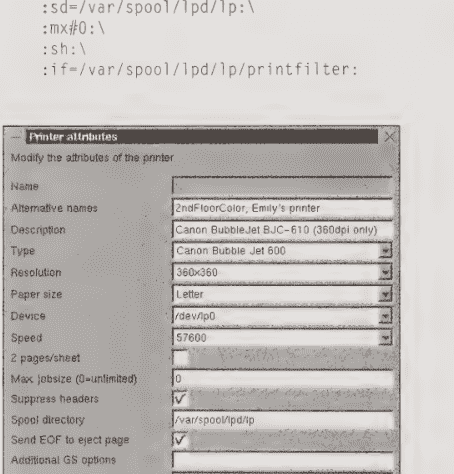 :sd=/var/spool/lpd/lp:\
:mx#0:\
:sh:\
:if=/var/spool/lpd/lp/printfilter:
Printer attributes
Modify the attributes of the printer
Name
Alternative names 2ndFloorColor, Emily's printer
Description Canon BubbleJet BJC-610 (360dpi only)
Type Canon Bubble Jet 600
Resolution 360x360
Paper size Letter
Device /dev/lp0
Speed 57600
2 pages/sheet
Max. jobsize (0=unlimited) 0
Suppress headers
Spool directory /var/spool/lpd/lp
Send EOF to eject page
Additional GS options